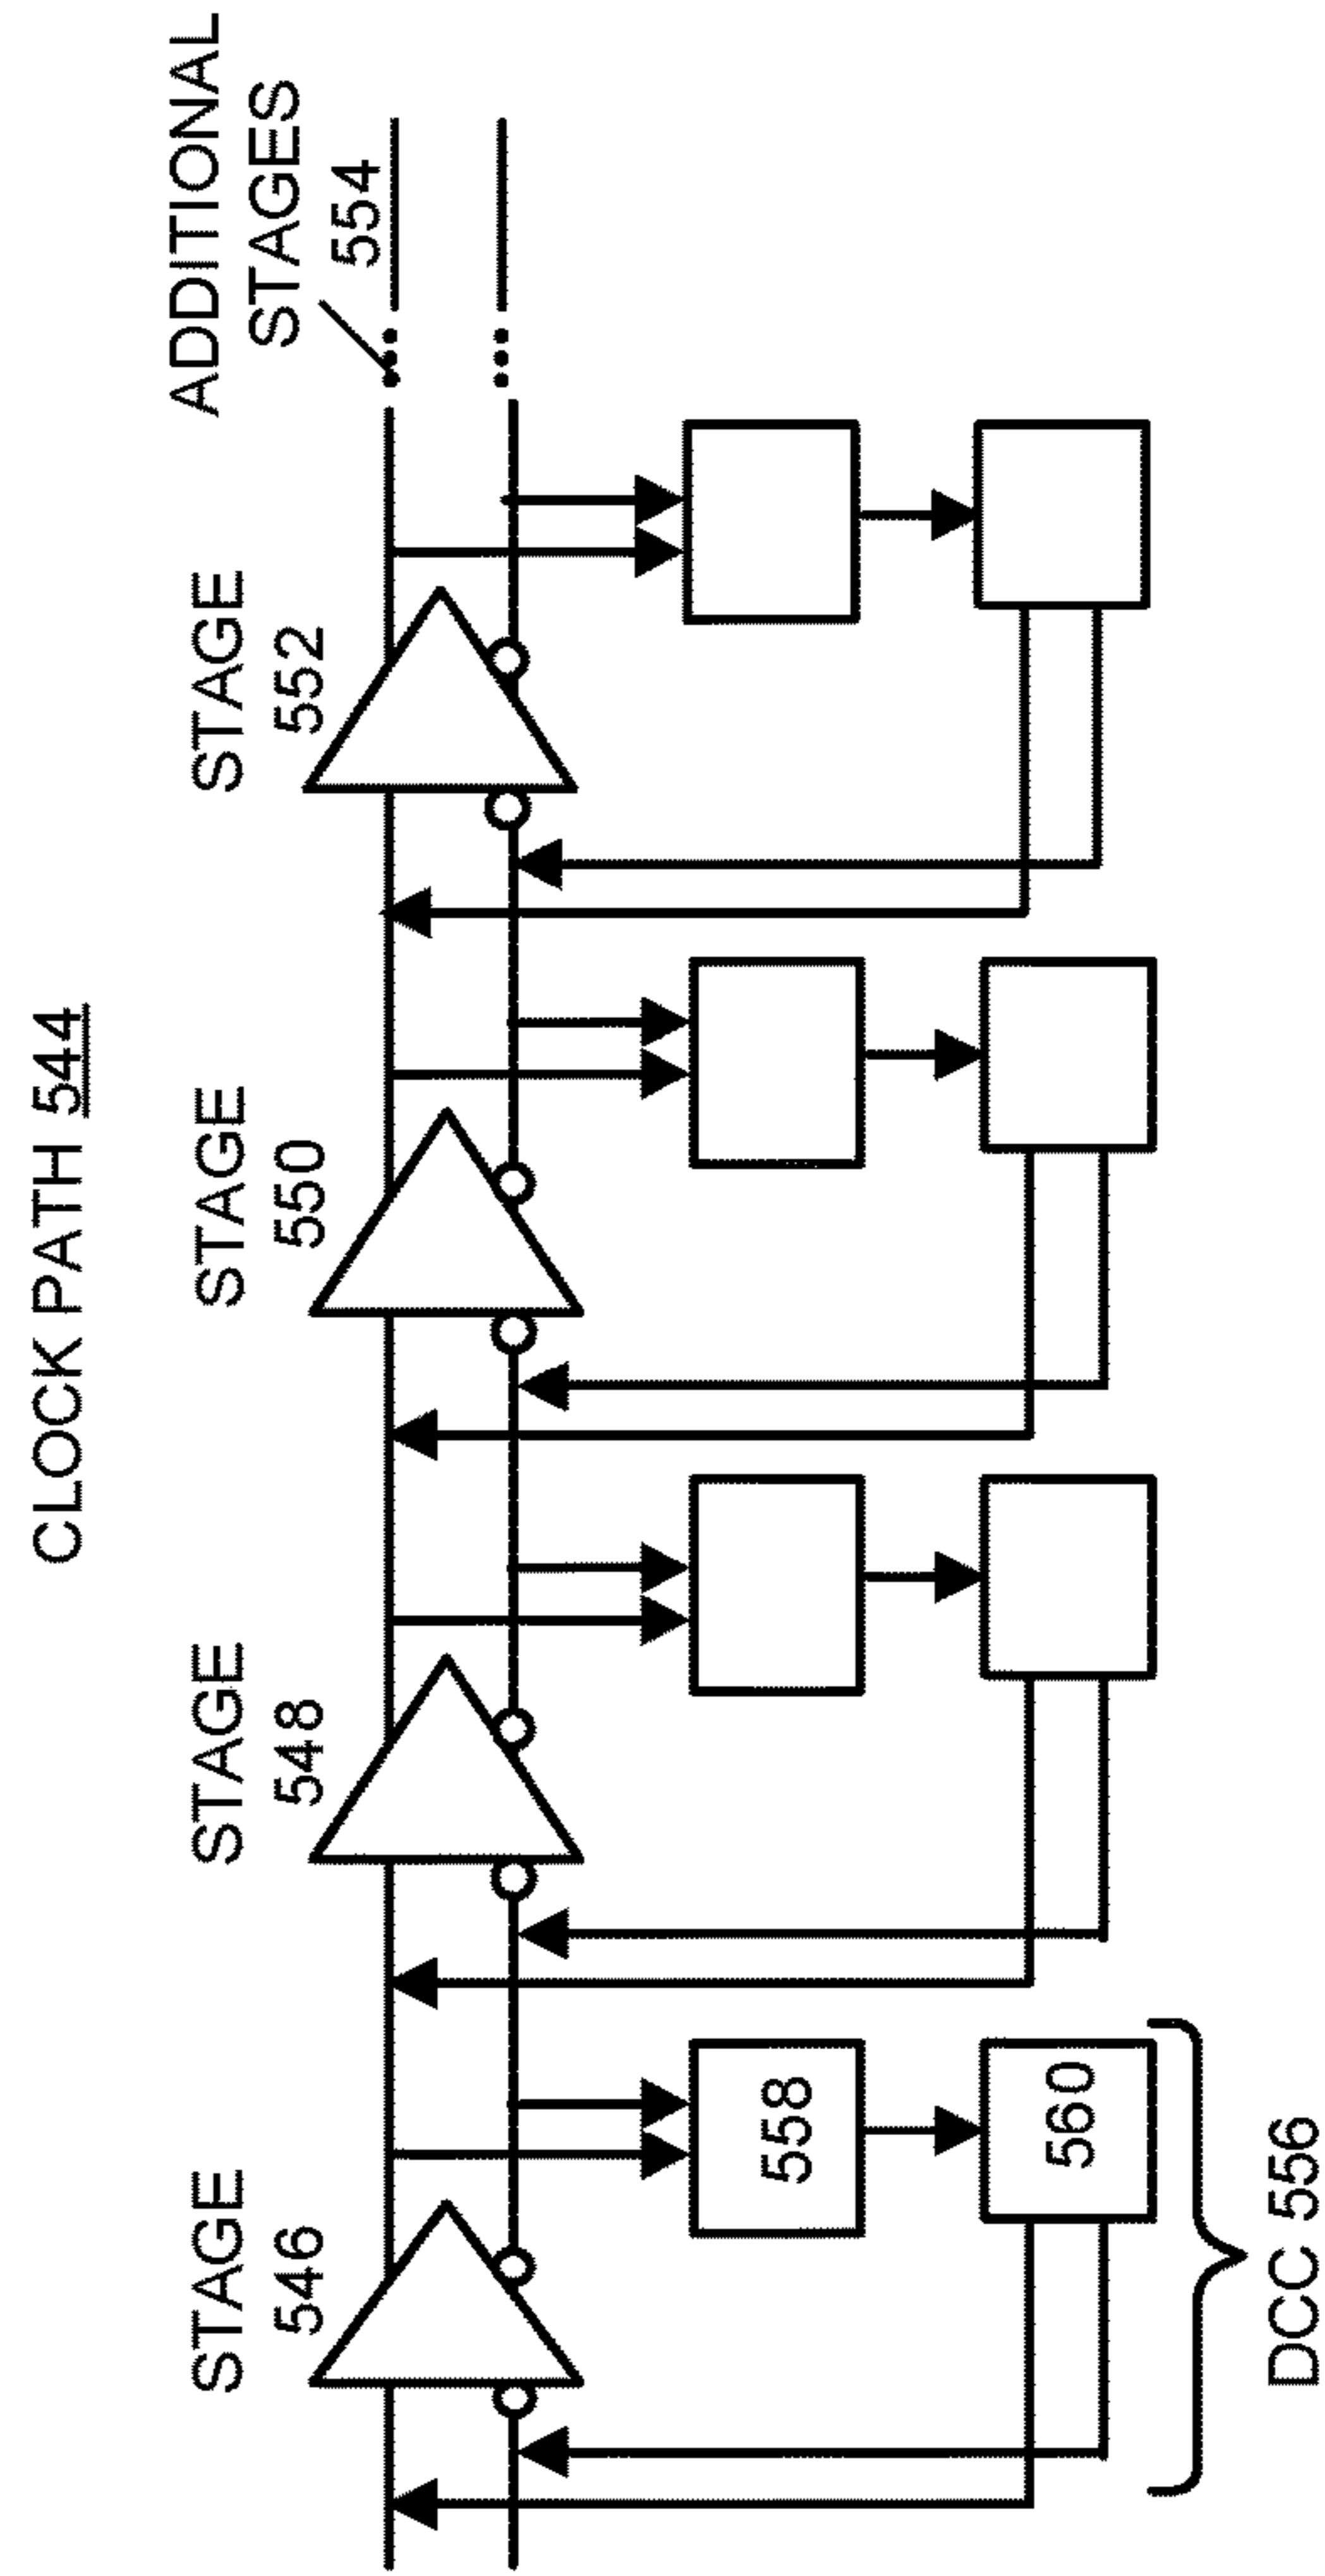 CLOCK PATH 544
STAGE
546
STAGE
548
STAGE
550
STAGE
552
ADDITIONAL
STAGES
554
558
560
DCC 556